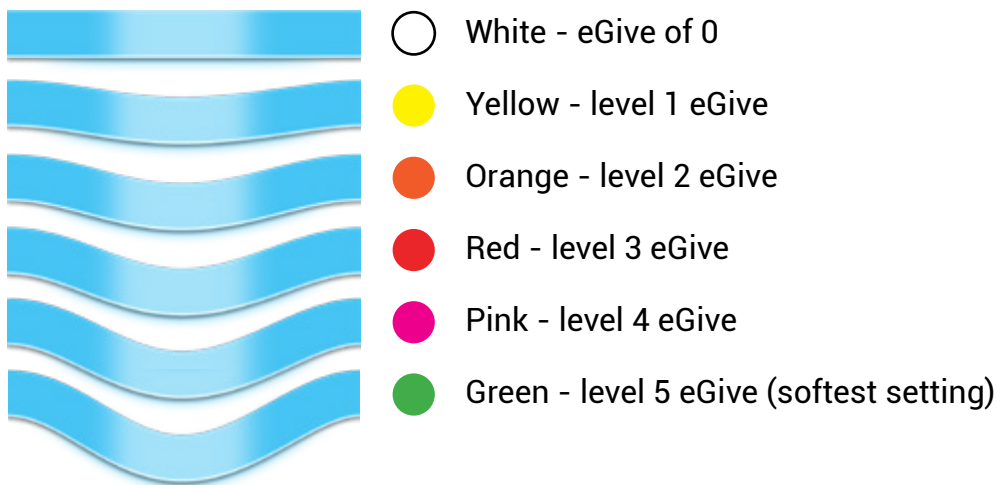 White - eGive of 0
Yellow - level 1 eGive
Orange - level 2 eGive
Red - level 3 eGive
Pink - level 4 eGive
Green - level 5 eGive (softest setting)